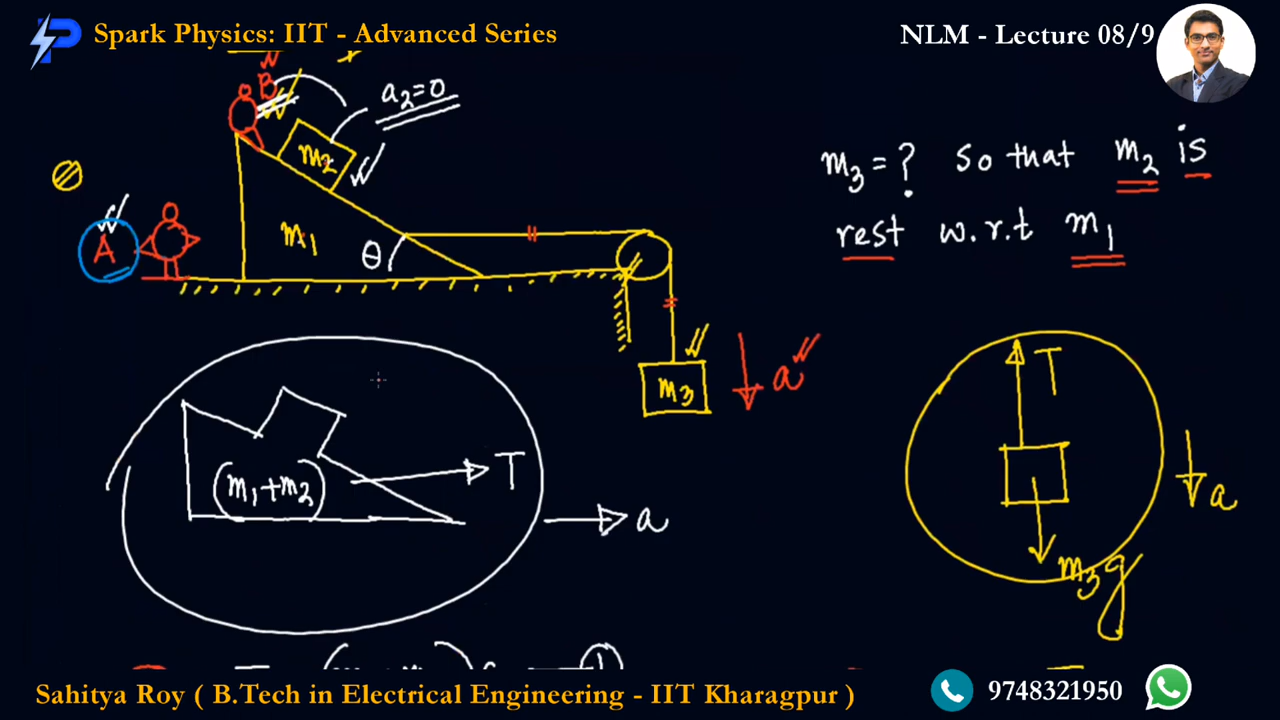 Spark Physics: IIT - Advanced Series
NLM - Lecture 08/9
B
a₂=0
m₂
m₃ = ? So that m₂ is
rest w.r.t m₁
A
m₁
θ
m₃
a
T
(m₁+m₂)
T
a
a
m₃g
①
Sahitya Roy ( B.Tech in Electrical Engineering - IIT Kharagpur )
9748321950